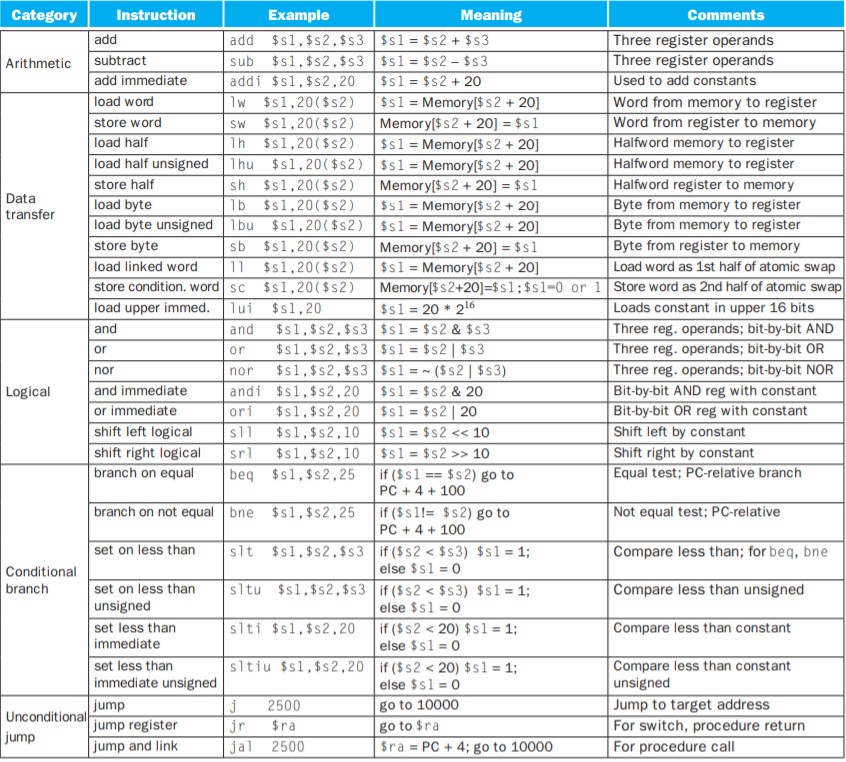 Category Instruction Example Meaning Comments
Arithmetic
add add $s1,$s2,$s3 $s1 = $s2 + $s3 Three register operands
subtract sub $s1,$s2,$s3 $s1 = $s2 – $s3 Three register operands
add immediate addi $s1,$s2,20 $s1 = $s2 + 20 Used to add constants
Data
transfer
load word lw $s1,20($s2) $s1 = Memory[$s2 + 20] Word from memory to register
store word sw $s1,20($s2) Memory[$s2 + 20] = $s1 Word from register to memory
load half lh $s1,20($s2) $s1 = Memory[$s2 + 20] Halfword memory to register
load half unsigned lhu $s1,20($s2) $s1 = Memory[$s2 + 20] Halfword memory to register
store half sh $s1,20($s2) Memory[$s2 + 20] = $s1 Halfword register to memory
load byte lb $s1,20($s2) $s1 = Memory[$s2 + 20] Byte from memory to register
load byte unsigned lbu $s1,20($s2) $s1 = Memory[$s2 + 20] Byte from memory to register
store byte sb $s1,20($s2) Memory[$s2 + 20] = $s1 Byte from register to memory
load linked word ll $s1,20($s2) $s1 = Memory[$s2 + 20] Load word as 1st half of atomic swap
store condition. word sc $s1,20($s2) Memory[$s2+20]=$s1;$s1=0 or 1 Store word as 2nd half of atomic swap
load upper immed. lui $s1,20 $s1 = 20 * 2¹⁶ Loads constant in upper 16 bits
Logical
and and $s1,$s2,$s3 $s1 = $s2 & $s3 Three reg. operands; bit-by-bit AND
or or $s1,$s2,$s3 $s1 = $s2 | $s3 Three reg. operands; bit-by-bit OR
nor nor $s1,$s2,$s3 $s1 = ~ ($s2 | $s3) Three reg. operands; bit-by-bit NOR
and immediate andi $s1,$s2,20 $s1 = $s2 & 20 Bit-by-bit AND reg with constant
or immediate ori $s1,$s2,20 $s1 = $s2 | 20 Bit-by-bit OR reg with constant
shift left logical sll $s1,$s2,10 $s1 = $s2 << 10 Shift left by constant
shift right logical srl $s1,$s2,10 $s1 = $s2 >> 10 Shift right by constant
Conditional
branch
branch on equal beq $s1,$s2,25 if ($s1 == $s2) go to Equal test; PC-relative branch
PC + 4 + 100
branch on not equal bne $s1,$s2,25 if ($s1!= $s2) go to Not equal test; PC-relative
PC + 4 + 100
set on less than slt $s1,$s2,$s3 if ($s2 < $s3) $s1 = 1; Compare less than; for beq, bne
else $s1 = 0
set on less than sltu $s1,$s2,$s3 if ($s2 < $s3) $s1 = 1; Compare less than unsigned
unsigned else $s1 = 0
set less than slti $s1,$s2,20 if ($s2 < 20) $s1 = 1; Compare less than constant
immediate else $s1 = 0
set less than sltiu $s1,$s2,20 if ($s2 < 20) $s1 = 1; Compare less than constant
immediate unsigned else $s1 = 0 unsigned
Unconditional
jump
jump j 2500 go to 10000 Jump to target address
jump register jr $ra go to $ra For switch, procedure return
jump and link jal 2500 $ra = PC + 4; go to 10000 For procedure call